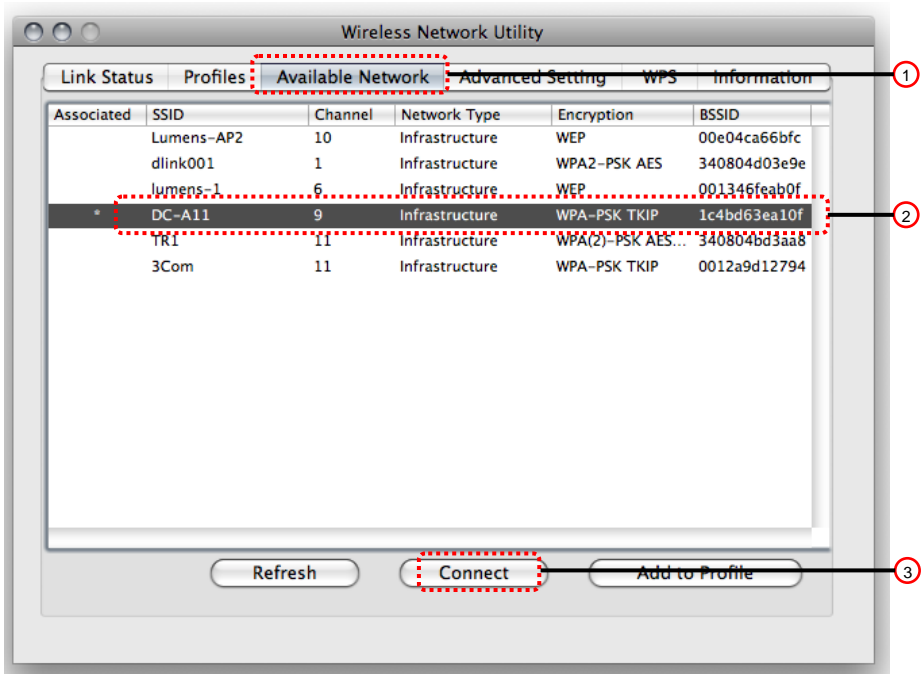 Wireless Network Utility
Link Status Profiles Available Network Advanced Setting WPS Information
1
Associated SSID Channel Network Type Encryption BSSID
Lumens-AP2 10 Infrastructure WEP 00e04ca66bfc
dlink001 1 Infrastructure WPA2-PSK AES 340804d03e9e
lumens-1 6 Infrastructure WEP 001346feab0f
* DC-A11 9 Infrastructure WPA-PSK TKIP 1c4bd63ea10f
2
TR1 11 Infrastructure WPA(2)-PSK AES... 340804bd3aa8
3Com 11 Infrastructure WPA-PSK TKIP 0012a9d12794
Refresh Connect Add to Profile
3